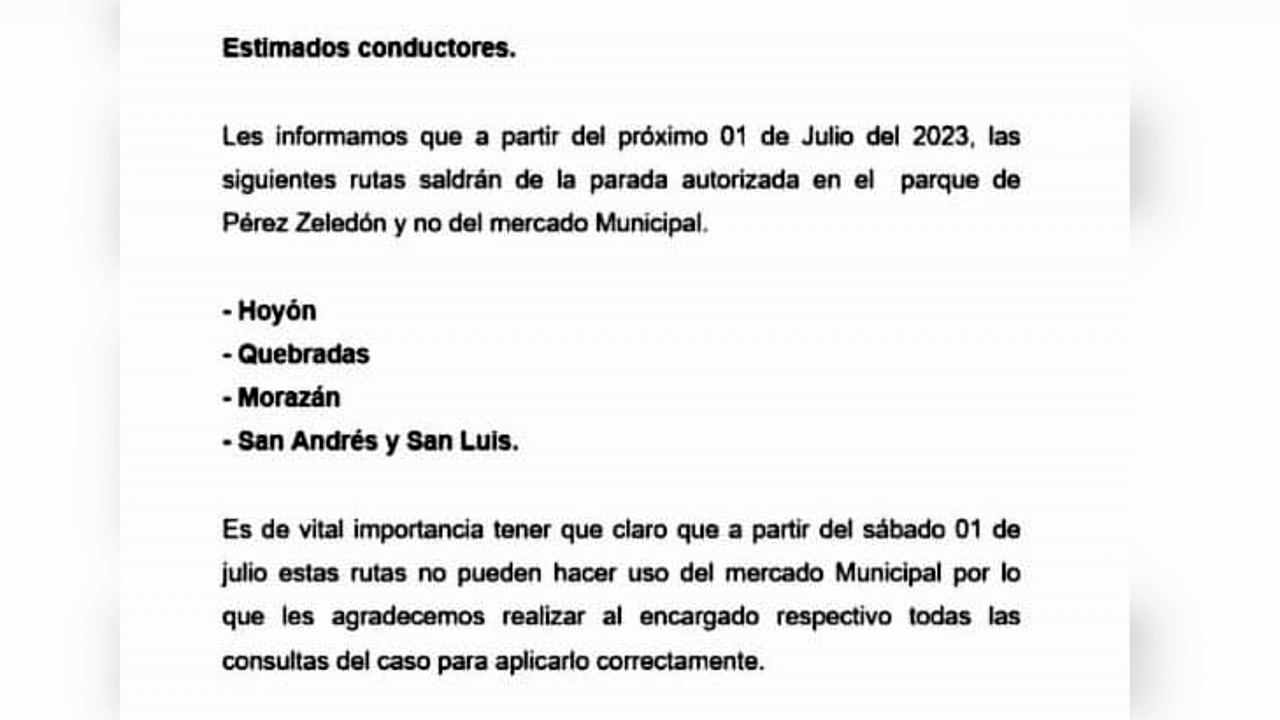 Estimados conductores.
Les informamos que a partir del próximo 01 de Julio del 2023, las
siguientes rutas saldrán de la parada autorizada en el parque de
Pérez Zeledón y no del mercado Municipal.
- Hoyón
- Quebradas
- Morazán
- San Andrés y San Luis.
Es de vital importancia tener que claro que a partir del sábado 01 de
julio estas rutas no pueden hacer uso del mercado Municipal por lo
que les agradecemos realizar al encargado respectivo todas las
consultas del caso para aplicarlo correctamente.